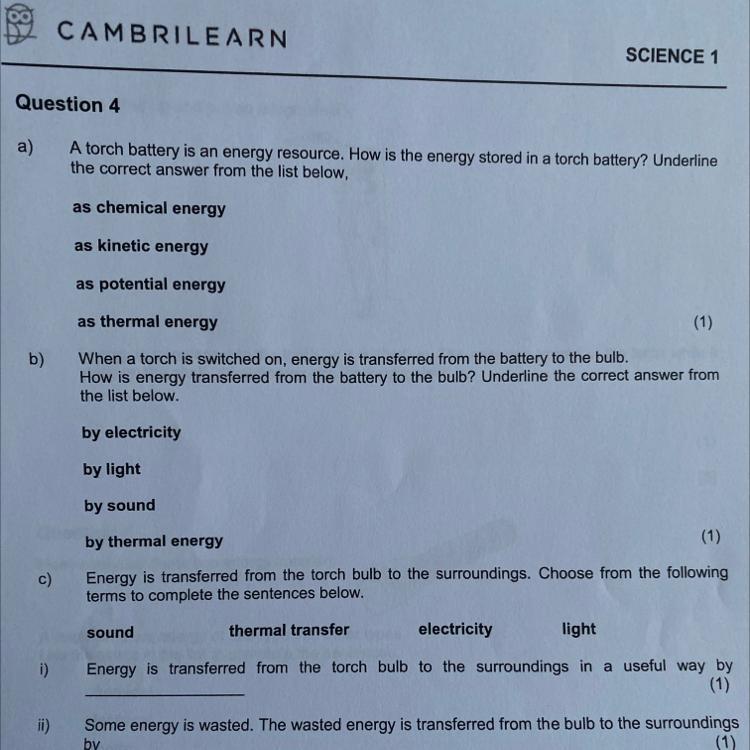 CAMBRILEARN
SCIENCE 1
Question 4
a) A torch battery is an energy resource. How is the energy stored in a torch battery? Underline
the correct answer from the list below,
as chemical energy
as kinetic energy
as potential energy
as thermal energy (1)
b) When a torch is switched on, energy is transferred from the battery to the bulb.
How is energy transferred from the battery to the bulb? Underline the correct answer from
the list below.
by electricity
by light
by sound
by thermal energy (1)
c) Energy is transferred from the torch bulb to the surroundings. Choose from the following
terms to complete the sentences below.
sound thermal transfer electricity light
i) Energy is transferred from the torch bulb to the surroundings in a useful way by
(1)
ii) Some energy is wasted. The wasted energy is transferred from the bulb to the surroundings
by (1)